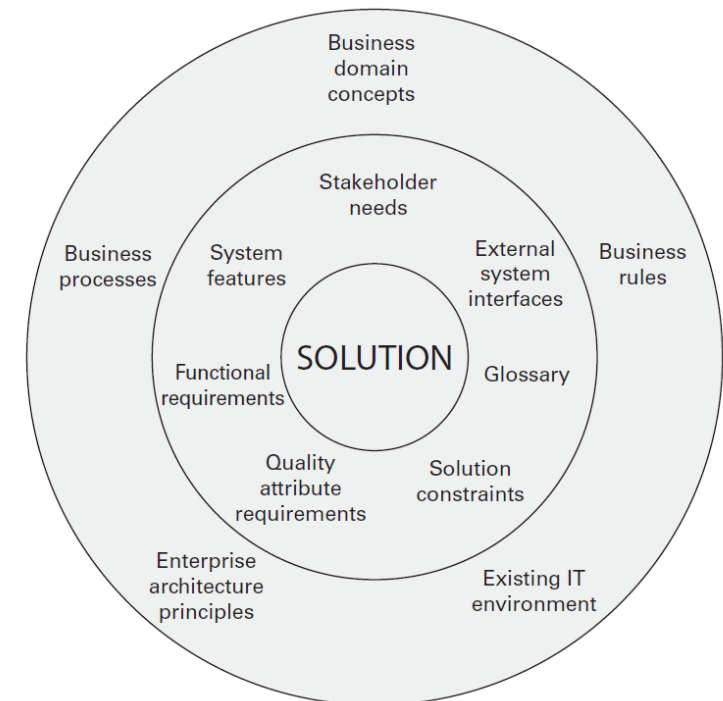 Business
domain
concepts
Stakeholder
needs
Business
processes
System
features
External
system
interfaces
Business
rules
SOLUTION
Functional
requirements
Glossary
Quality
attribute
requirements
Solution
constraints
Enterprise
architecture
principles
Existing IT
environment